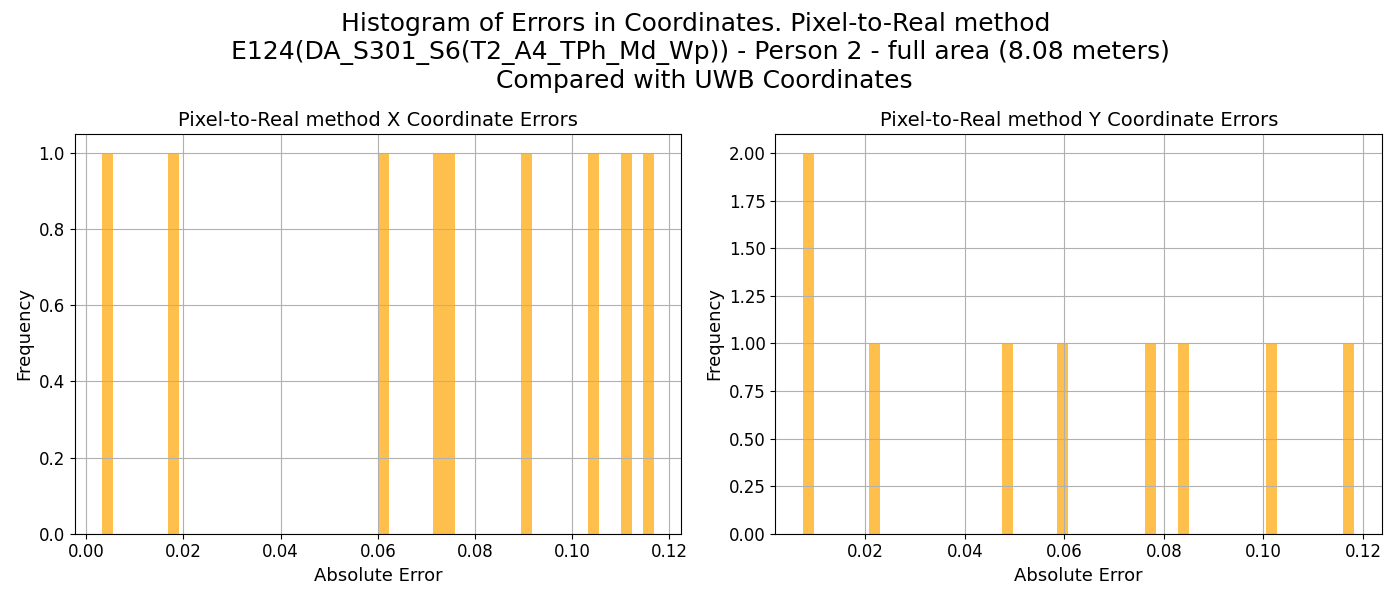 Histogram of Errors in Coordinates. Pixel-to-Real method
E124(DA_S301_S6(T2_A4_TPh_Md_Wp)) - Person 2 - full area (8.08 meters)
Compared with UWB Coordinates
Pixel-to-Real method X Coordinate Errors
1.0
0.8
0.6
0.4
0.2
0.0
Frequency
0.00 0.02 0.04 0.06 0.08 0.10 0.12
Absolute Error
Pixel-to-Real method Y Coordinate Errors
2.00
1.75
1.50
1.25
1.00
0.75
0.50
0.25
0.00
Frequency
0.02 0.04 0.06 0.08 0.10 0.12
Absolute Error